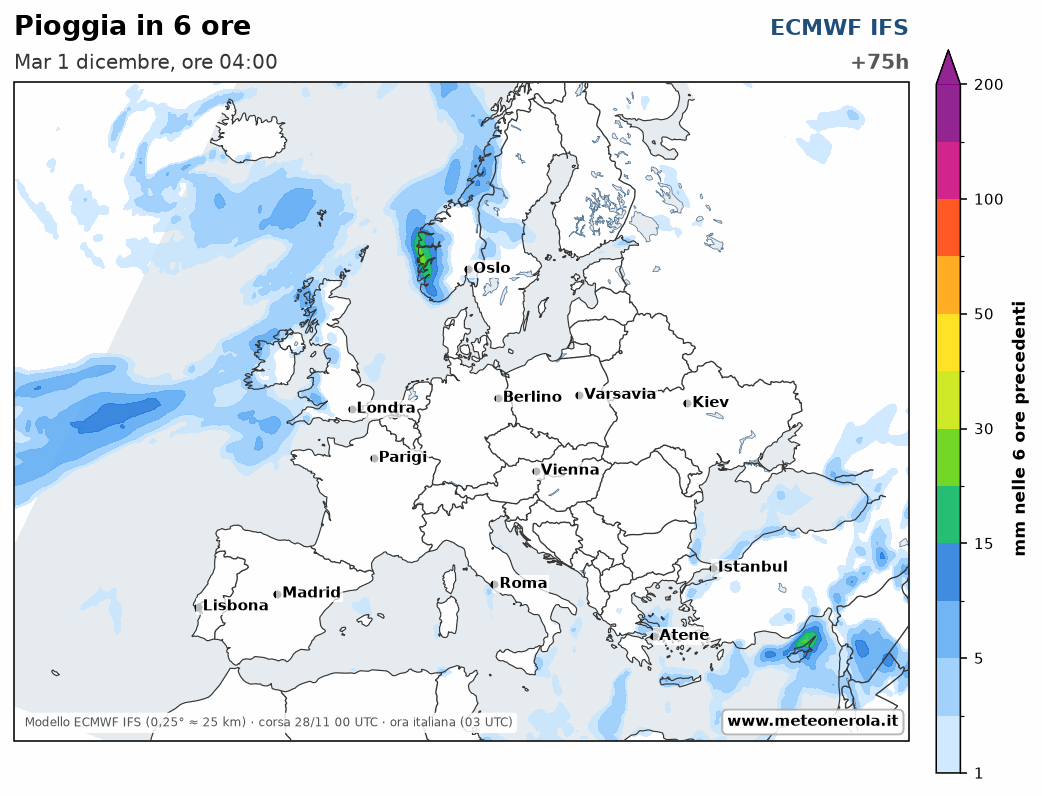 Pioggia in 6 ore
ECMWF IFS
Mar 1 dicembre, ore 04:00
+75h
200
100
50
30
15
5
1
mm nelle 6 ore precedenti
Oslo
Londra
Berlino
Varsavia
Kiev
Parigi
Vienna
Istanbul
Roma
Madrid
Lisbona
Atene
Modello ECMWF IFS (0,25° ≈ 25 km) · corsa 28/11 00 UTC · ora italiana (03 UTC)
www.meteonerola.it